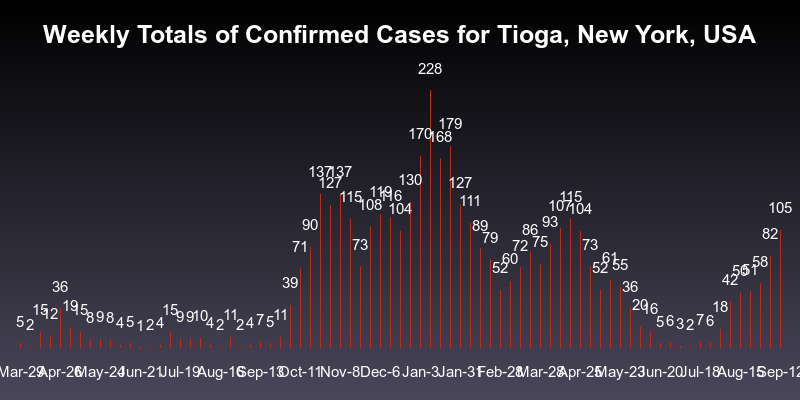 Weekly Totals of Confirmed Cases for Tioga, New York, USA
5 2 15 12 36 19 15 8 9 8 4 5 1 2 4 15 9 9 10 4 2 11 2 4 7 5 11 39 71 90 137 127 137 115 73 108 119 116 104 130 170 228 168 179 127 111 89 79 52 60 72 86 75 93 107 115 104 73 52 61 55 36 20 16 5 6 3 2 7 6 18 42 50 51 58 82 105
Mar-29 Apr-26 May-24 Jun-21 Jul-19 Aug-16 Sep-13 Oct-11 Nov-8 Dec-6 Jan-3 Jan-31 Feb-28 Mar-28 Apr-25 May-23 Jun-20 Jul-18 Aug-15 Sep-12